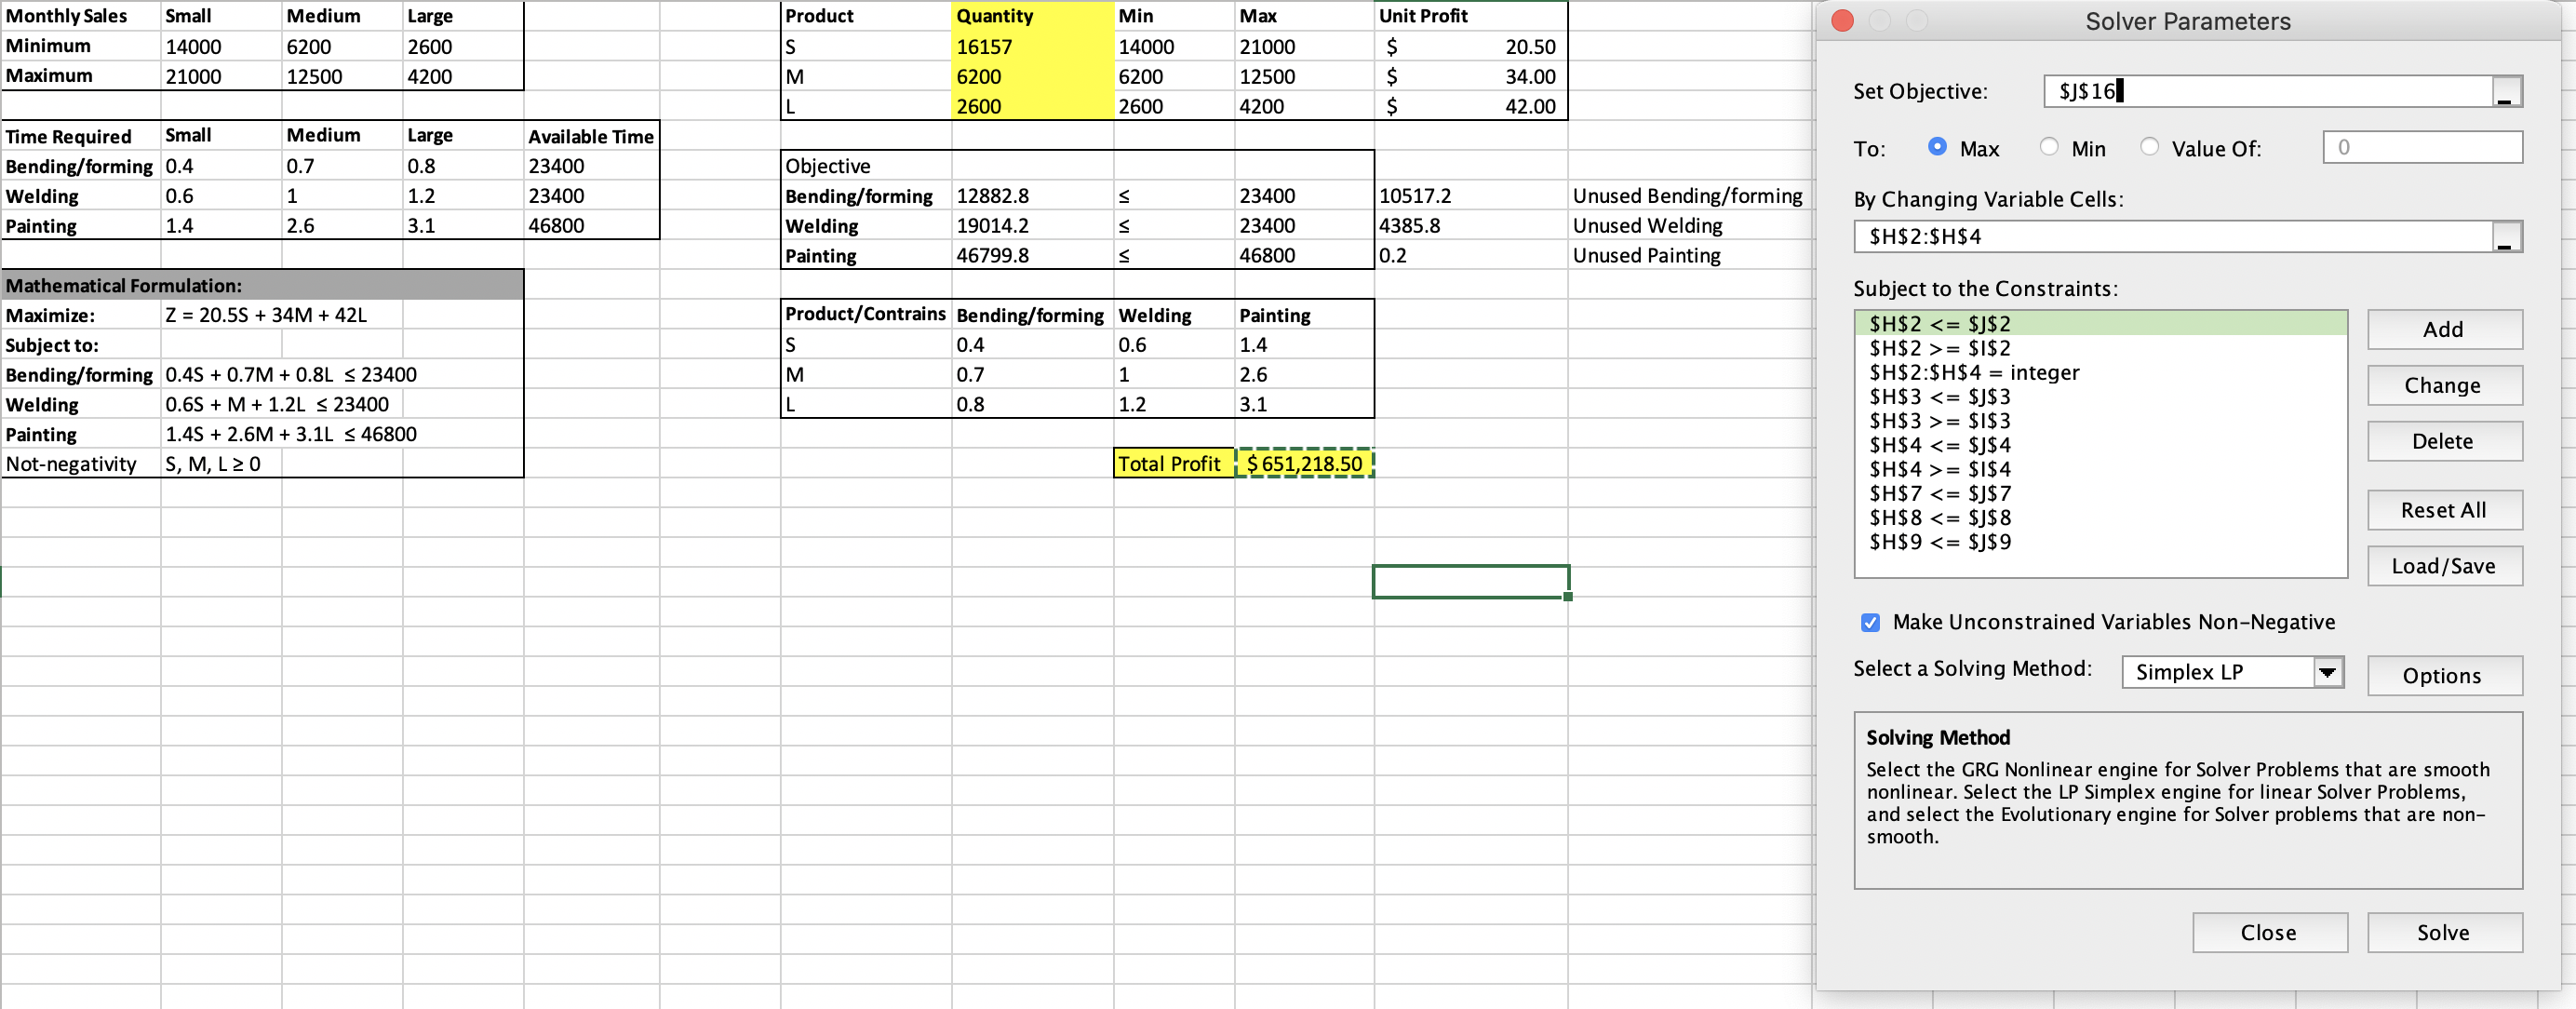 Monthly Sales Small Medium Large
Minimum 14000 6200 2600
Maximum 21000 12500 4200
Time Required Small Medium Large Available Time
Bending/forming 0.4 0.7 0.8 23400
Welding 0.6 1 1.2 23400
Painting 1.4 2.6 3.1 46800
Mathematical Formulation:
Maximize: Z = 20.5S + 34M + 42L
Subject to:
Bending/forming 0.4S + 0.7M + 0.8L ≤ 23400
Welding 0.6S + M + 1.2L ≤ 23400
Painting 1.4S + 2.6M + 3.1L ≤ 46800
Not-negativity S, M, L ≥ 0
Product Quantity Min Max Unit Profit
S 16157 14000 21000 $ 20.50
M 6200 6200 12500 $ 34.00
L 2600 2600 4200 $ 42.00
Objective
Bending/forming 12882.8 ≤ 23400 10517.2 Unused Bending/forming
Welding 19014.2 ≤ 23400 4385.8 Unused Welding
Painting 46799.8 ≤ 46800 0.2 Unused Painting
Product/Contrains Bending/forming Welding Painting
S 0.4 0.6 1.4
M 0.7 1 2.6
L 0.8 1.2 3.1
Total Profit $ 651,218.50
Solver Parameters
Set Objective: $J$16
To: Max Min Value Of: 0
By Changing Variable Cells:
$H$2:$H$4
Subject to the Constraints:
$H$2 <= $J$2
$H$2 >= $I$2
$H$2:$H$4 = integer
$H$3 <= $J$3
$H$3 >= $I$3
$H$4 <= $J$4
$H$4 >= $I$4
$H$7 <= $J$7
$H$8 <= $J$8
$H$9 <= $J$9
Add
Change
Delete
Reset All
Load/Save
Make Unconstrained Variables Non-Negative
Select a Solving Method: Simplex LP Options
Solving Method
Select the GRG Nonlinear engine for Solver Problems that are smooth
nonlinear. Select the LP Simplex engine for linear Solver Problems,
and select the Evolutionary engine for Solver problems that are non-
smooth.
Close Solve